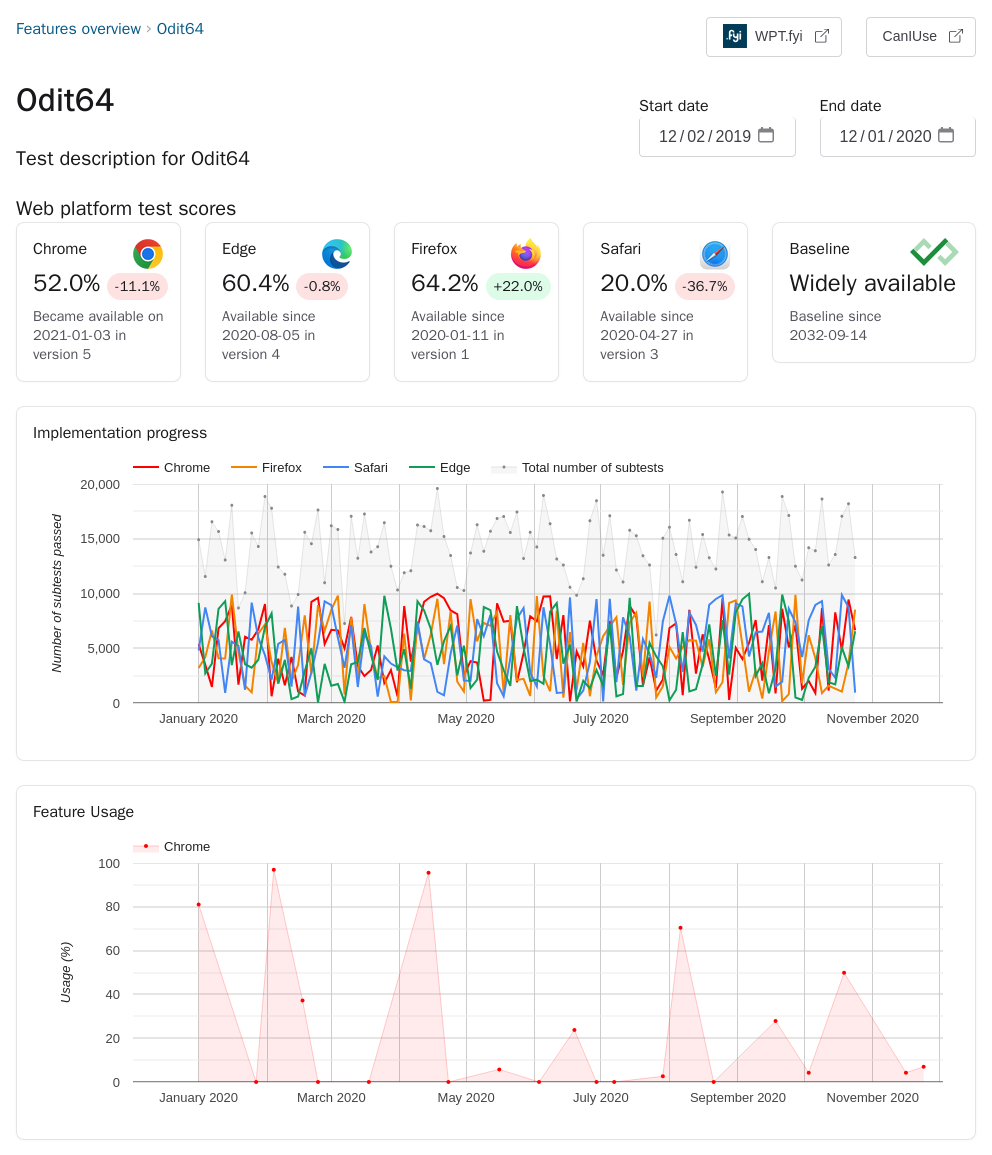 Features overview › Odit64
.fyi WPT.fyi
CanIUse
Odit64
Start date
End date
12/02/2019
12/01/2020
Test description for Odit64
Web platform test scores
Chrome
52.0% -11.1%
Became available on
2021-01-03 in
version 5
Edge
60.4% -0.8%
Available since
2020-08-05 in
version 4
Firefox
64.2% +22.0%
Available since
2020-01-11 in
version 1
Safari
20.0% -36.7%
Available since
2020-04-27 in
version 3
Baseline
Widely available
Baseline since
2032-09-14
Implementation progress
Chrome Firefox Safari Edge Total number of subtests
Number of subtests passed
20,000
15,000
10,000
5,000
0
January 2020 March 2020 May 2020 July 2020 September 2020 November 2020
Feature Usage
Chrome
Usage (%)
100
80
60
40
20
0
January 2020 March 2020 May 2020 July 2020 September 2020 November 2020